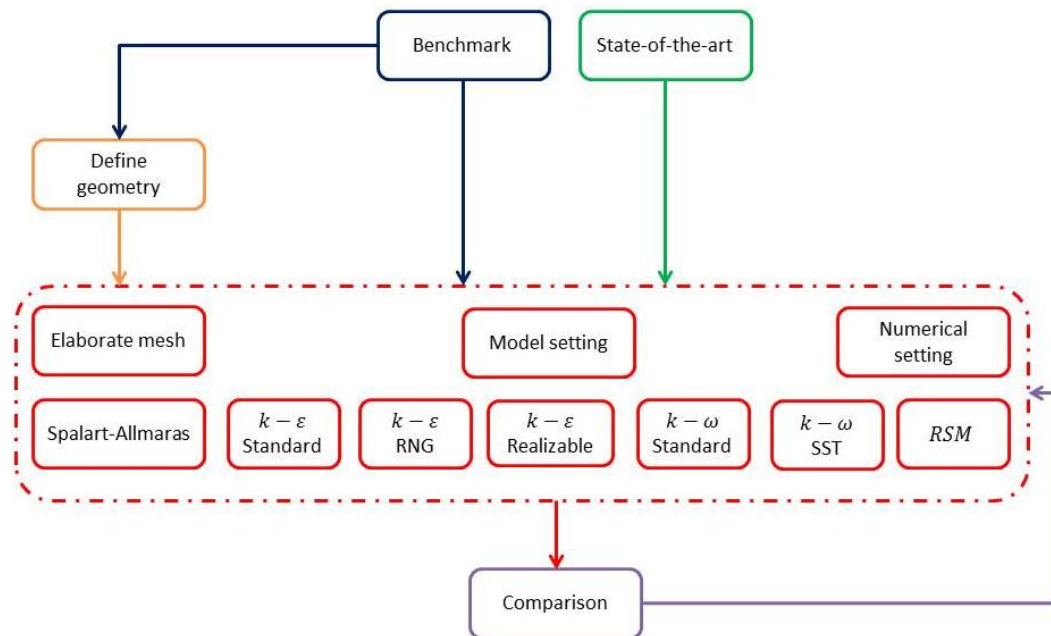 Benchmark
State-of-the-art
Define
geometry
Elaborate mesh
Model setting
Numerical
setting
Spalart-Allmaras
k − ε
Standard
k − ε
RNG
k − ε
Realizable
k − ω
Standard
k − ω
SST
RSM
Comparison